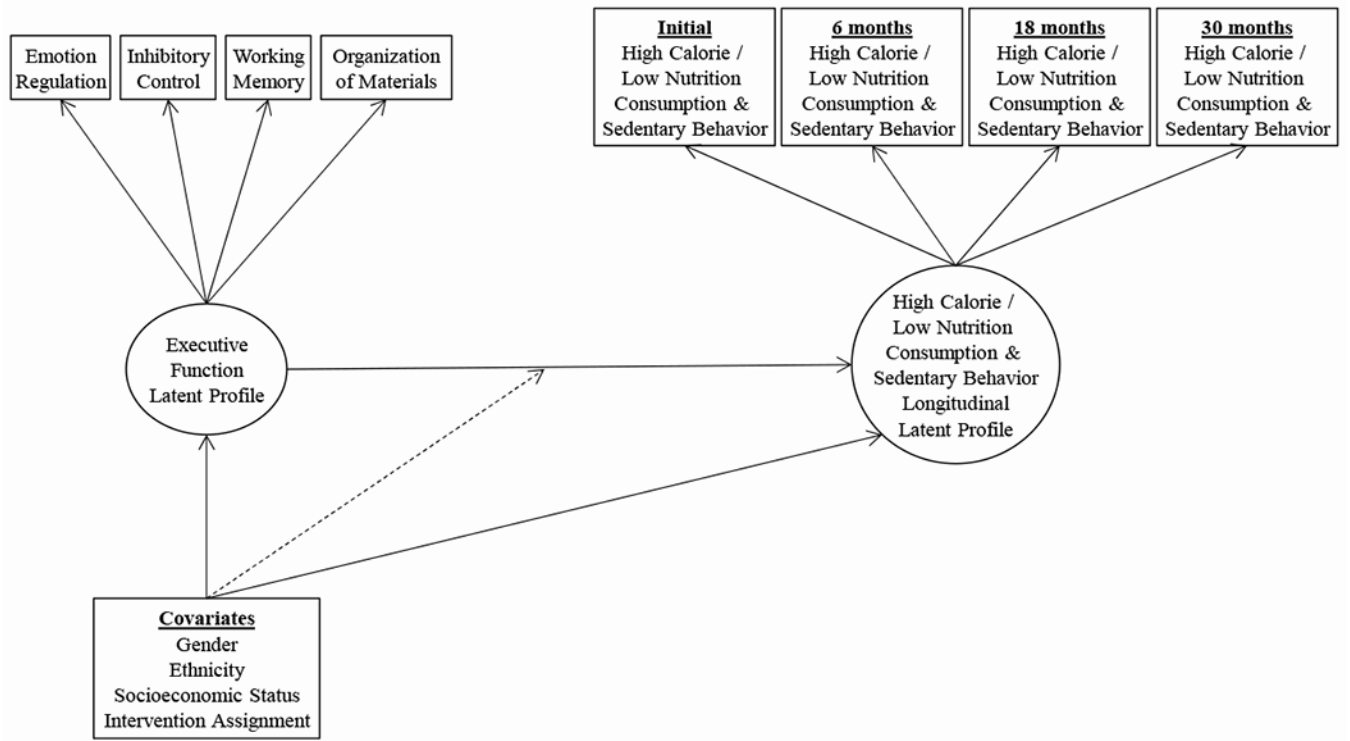 Emotion
Regulation
Inhibitory
Control
Working
Memory
Organization
of Materials
Initial
High Calorie /
Low Nutrition
Consumption &
Sedentary Behavior
6 months
High Calorie /
Low Nutrition
Consumption &
Sedentary Behavior
18 months
High Calorie /
Low Nutrition
Consumption &
Sedentary Behavior
30 months
High Calorie /
Low Nutrition
Consumption &
Sedentary Behavior
Executive
Function
Latent Profile
High Calorie /
Low Nutrition
Consumption &
Sedentary Behavior
Longitudinal
Latent Profile
Covariates
Gender
Ethnicity
Socioeconomic Status
Intervention Assignment